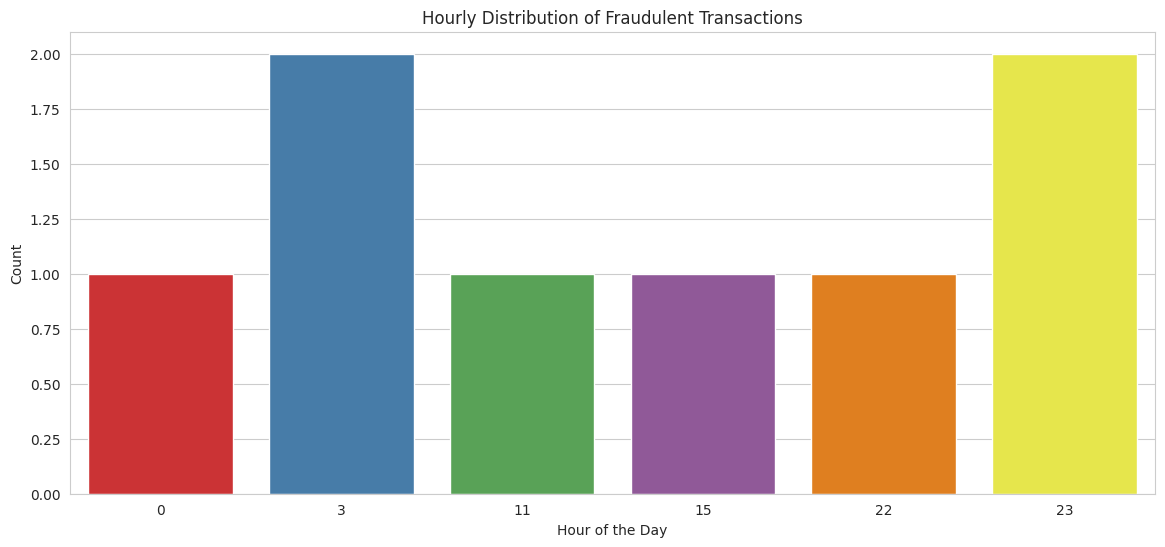 Hourly Distribution of Fraudulent Transactions
2.00
1.75
1.50
1.25
1.00
0.75
0.50
0.25
0.00
Count
0 3 11 15 22 23
Hour of the Day